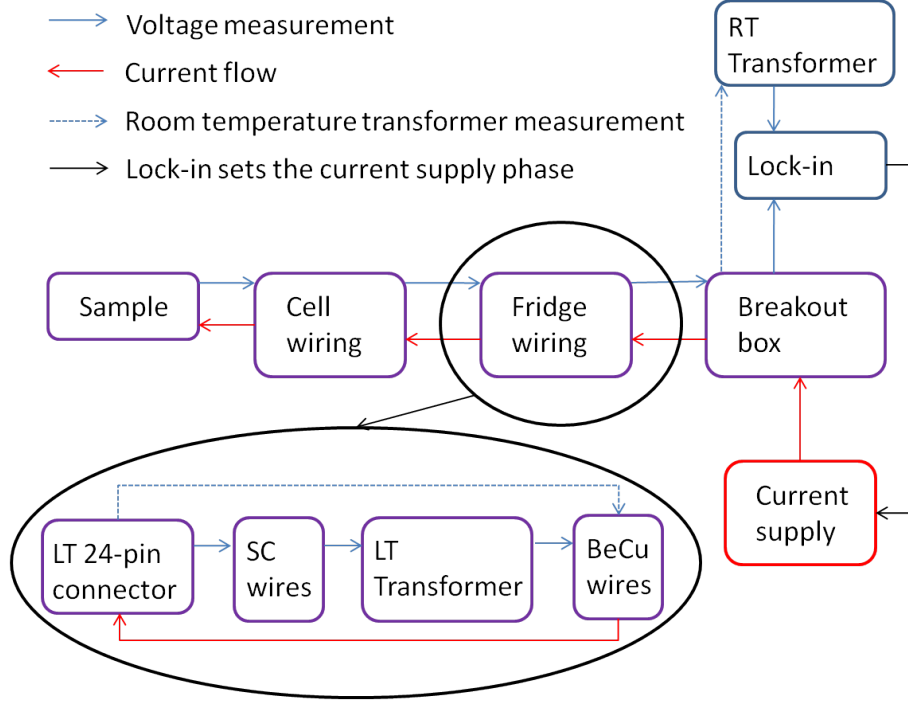 Voltage measurement
Current flow
Room temperature transformer measurement
Lock-in sets the current supply phase
RT
Transformer
Lock-in
Sample
Cell
wiring
Fridge
wiring
Breakout
box
Current
supply
LT 24-pin
connector
SC
wires
LT
Transformer
BeCu
wires